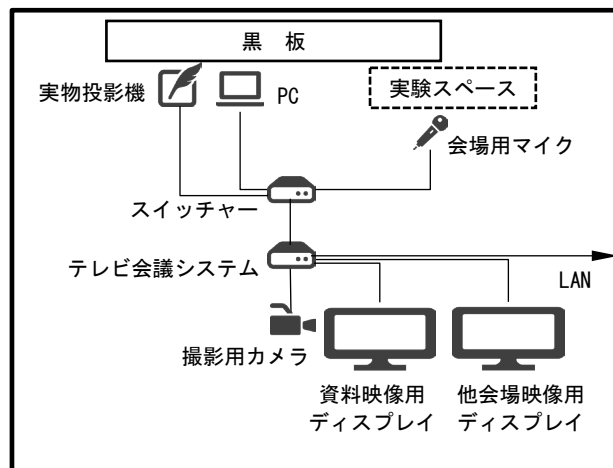 黒　板
実物投影機
PC
実験スペース
会場用マイク
スイッチャー
テレビ会議システム
LAN
撮影用カメラ
資料映像用
ディスプレイ
他会場映像用
ディスプレイ